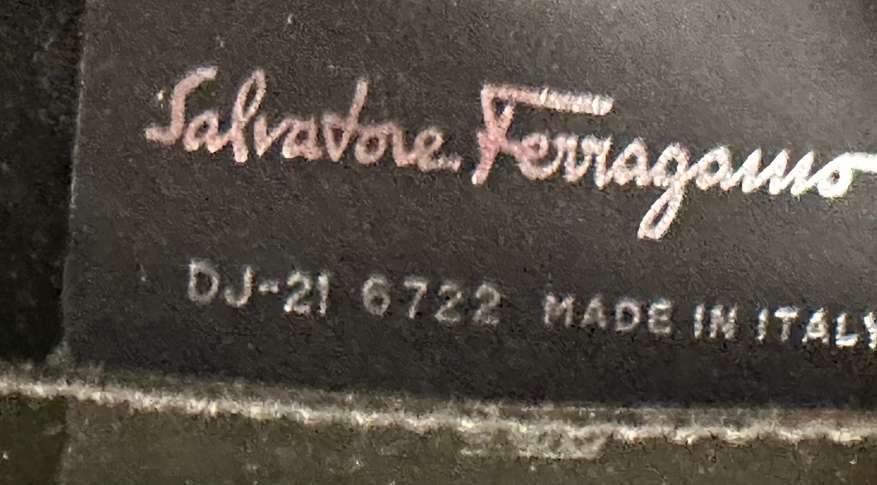 Salvatore Ferragamo
DJ-21 6722 MADE IN ITALY